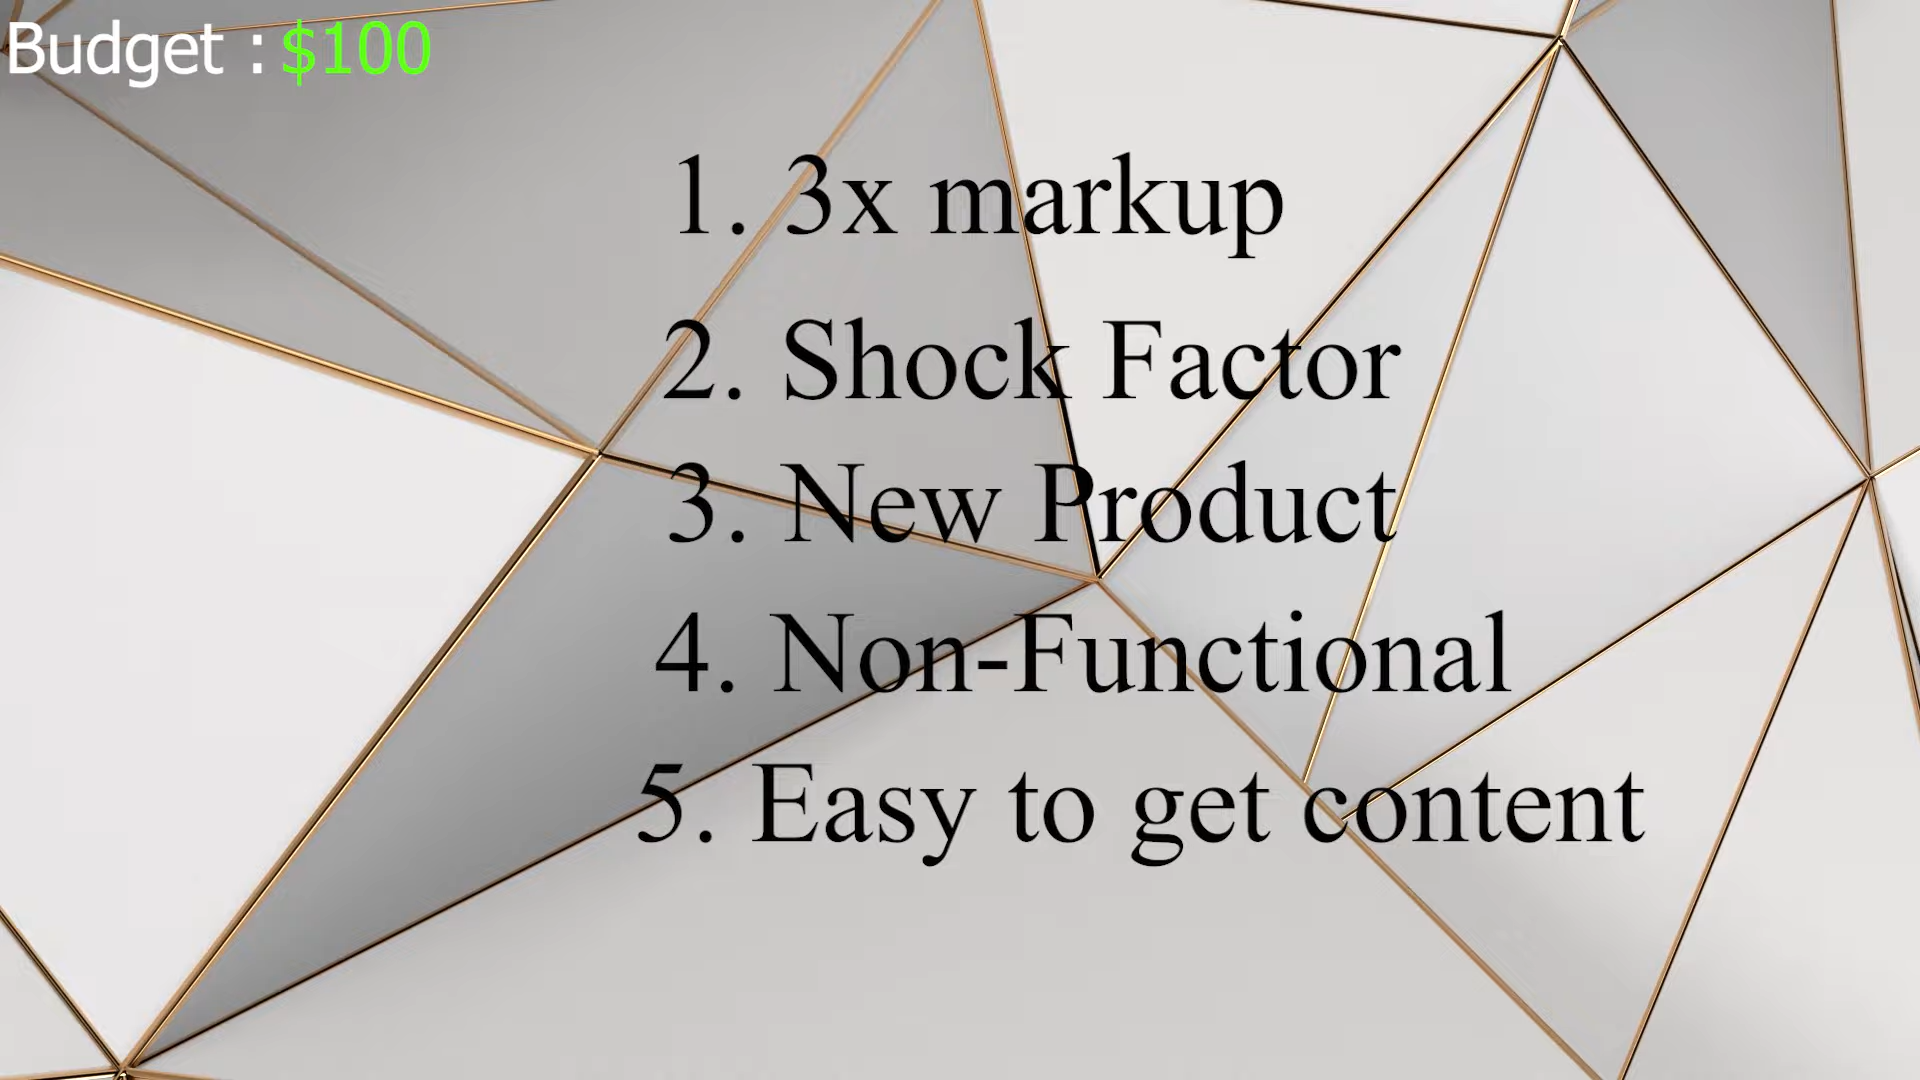 Budget : $100
1. 3x markup
2. Shock Factor
3. New Product
4. Non-Functional
5. Easy to get content